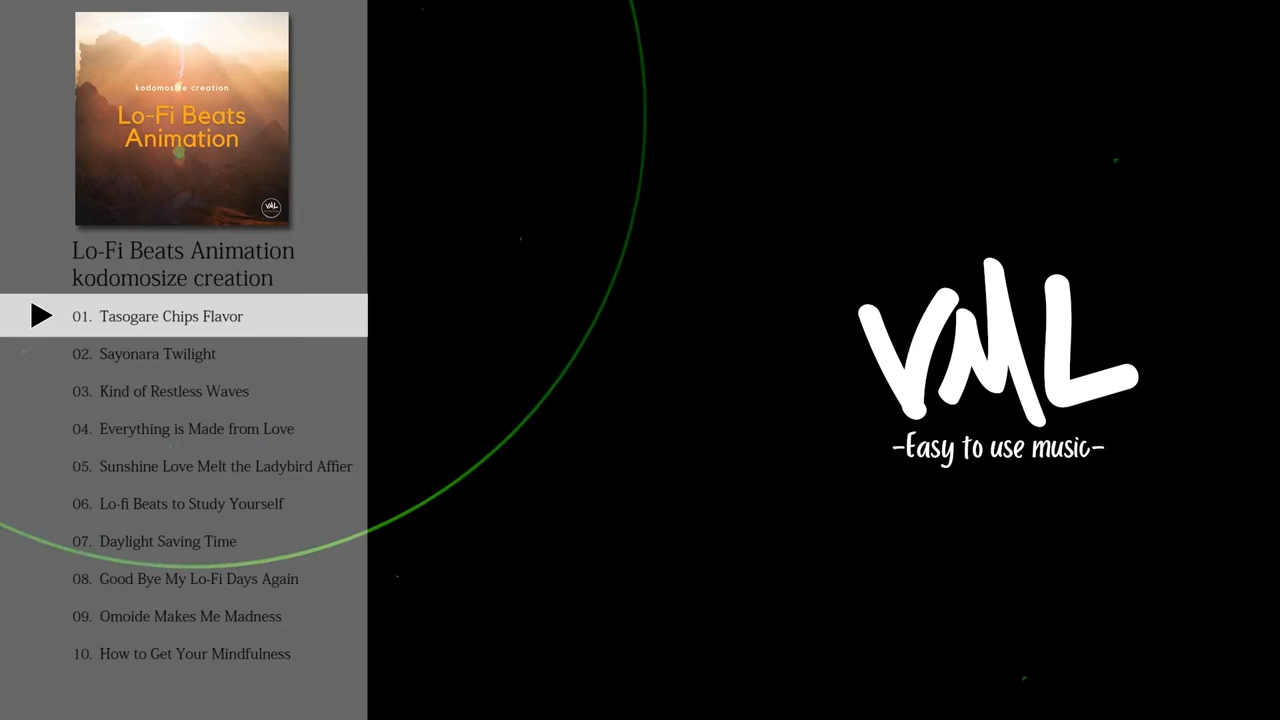 kodomosize creation
Lo-Fi Beats
Animation
VML
Lo-Fi Beats Animation
kodomosize creation
01. Tasogare Chips Flavor
02. Sayonara Twilight
03. Kind of Restless Waves
04. Everything is Made from Love
05. Sunshine Love Melt the Ladybird Affier
06. Lo-fi Beats to Study Yourself
07. Daylight Saving Time
08. Good Bye My Lo-Fi Days Again
09. Omoide Makes Me Madness
10. How to Get Your Mindfulness
VML
-Easy to use music-